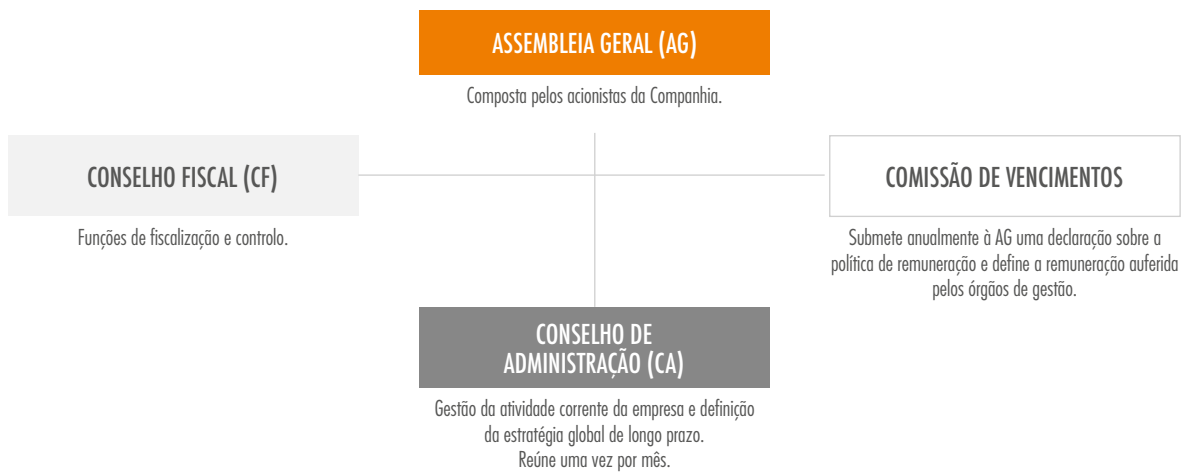 ASSEMBLEIA GERAL (AG)
Composta pelos acionistas da Companhia.
CONSELHO FISCAL (CF)
Funções de fiscalização e controlo.
COMISSÃO DE VENCIMENTOS
Submete anualmente à AG uma declaração sobre a
política de remuneração e define a remuneração auferida
pelos órgãos de gestão.
CONSELHO DE
ADMINISTRAÇÃO (CA)
Gestão da atividade corrente da empresa e definição
da estratégia global de longo prazo.
Reúne uma vez por mês.